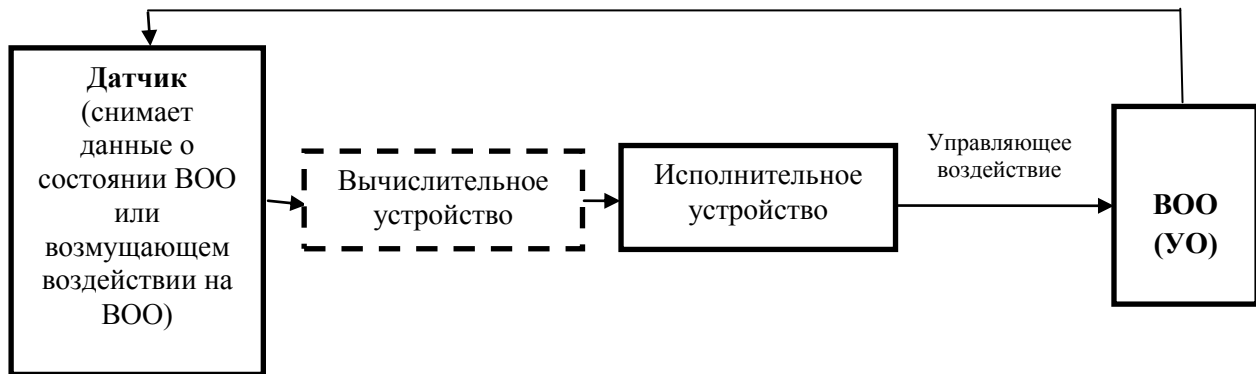 Датчик
(снимает
данные о
состоянии ВОО
или
возмущающем
воздействии на
ВОО)
Вычислительное
устройство
Исполнительное
устройство
Управляющее
воздействие
ВОО
(УО)